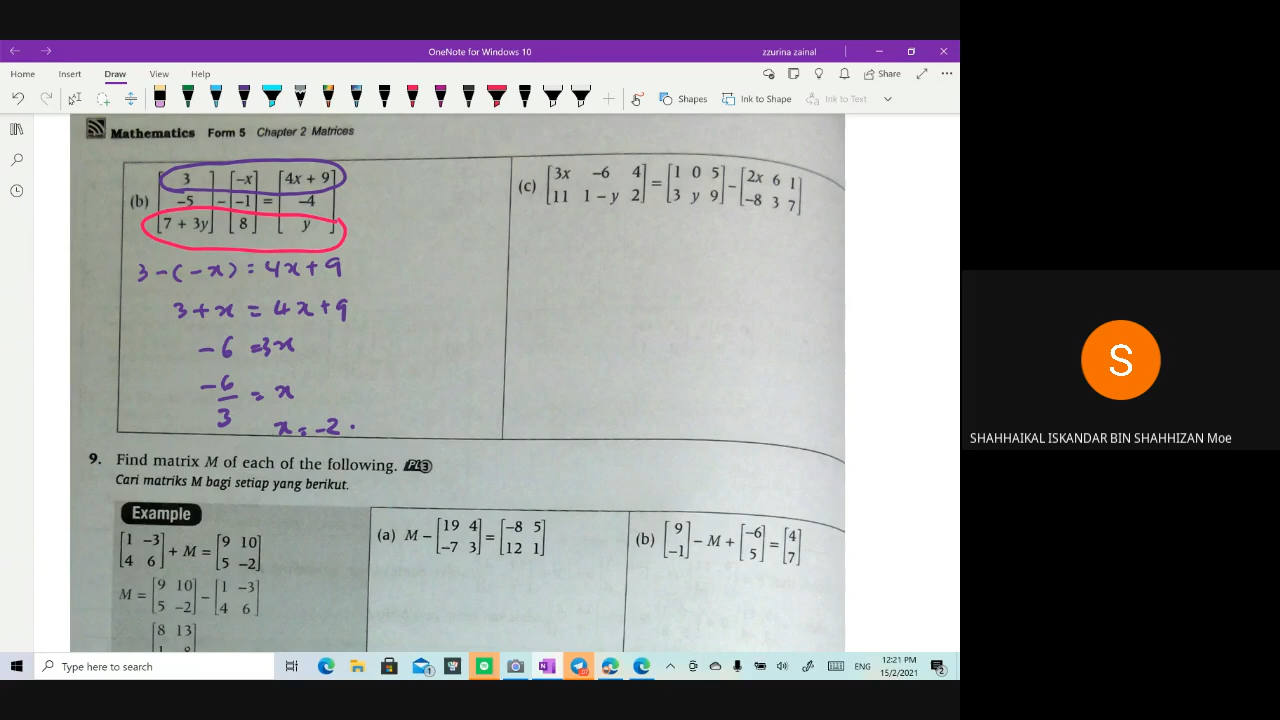 OneNote for Windows 10
zzurina zainal
Home Insert Draw View Help
Share
Shapes
Ink to Shape
Ink to Text
Mathematics Form 5 Chapter 2 Matrices
(b) [3 -5 7 + 3y] - [-x -1 8] = [4x + 9 -4 y]
3 - (-x) = 4x + 9
3 + x = 4x + 9
-6 = 3x
-6/3 = x
x = -2
(c) [3x -6 4 11 1 - y 2] = [1 0 5 3 y 9] - [2x 6 1 -8 3 7]
9. Find matrix M of each of the following. PL3
Cari matriks M bagi setiap yang berikut.
Example
[1 -3 4 6] + M = [9 10 5 -2]
M = [9 10 5 -2] - [1 -3 4 6]
[8 13
(a) M - [19 4 -7 3] = [-8 5 12 1]
(b) [9 -1] - M + [-6 5] = [4 7]
S
SHAHHAIKAL ISKANDAR BIN SHAHHIZAN Moe
Type here to search
ENG
12:21 PM
15/2/2021